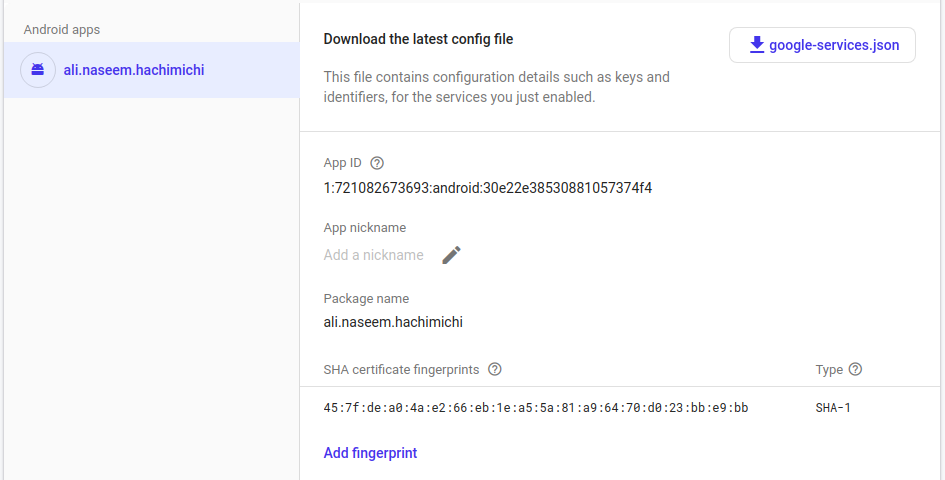 Android apps
ali.naseem.hachimichi
Download the latest config file
google-services.json
This file contains configuration details such as keys and
identifiers, for the services you just enabled.
App ID
1:721082673693:android:30e22e38530881057374f4
App nickname
Add a nickname
Package name
ali.naseem.hachimichi
SHA certificate fingerprints
Type
45:7f:de:a0:4a:e2:66:eb:1e:a5:5a:81:a9:64:70:d0:23:bb:e9:bb
SHA-1
Add fingerprint